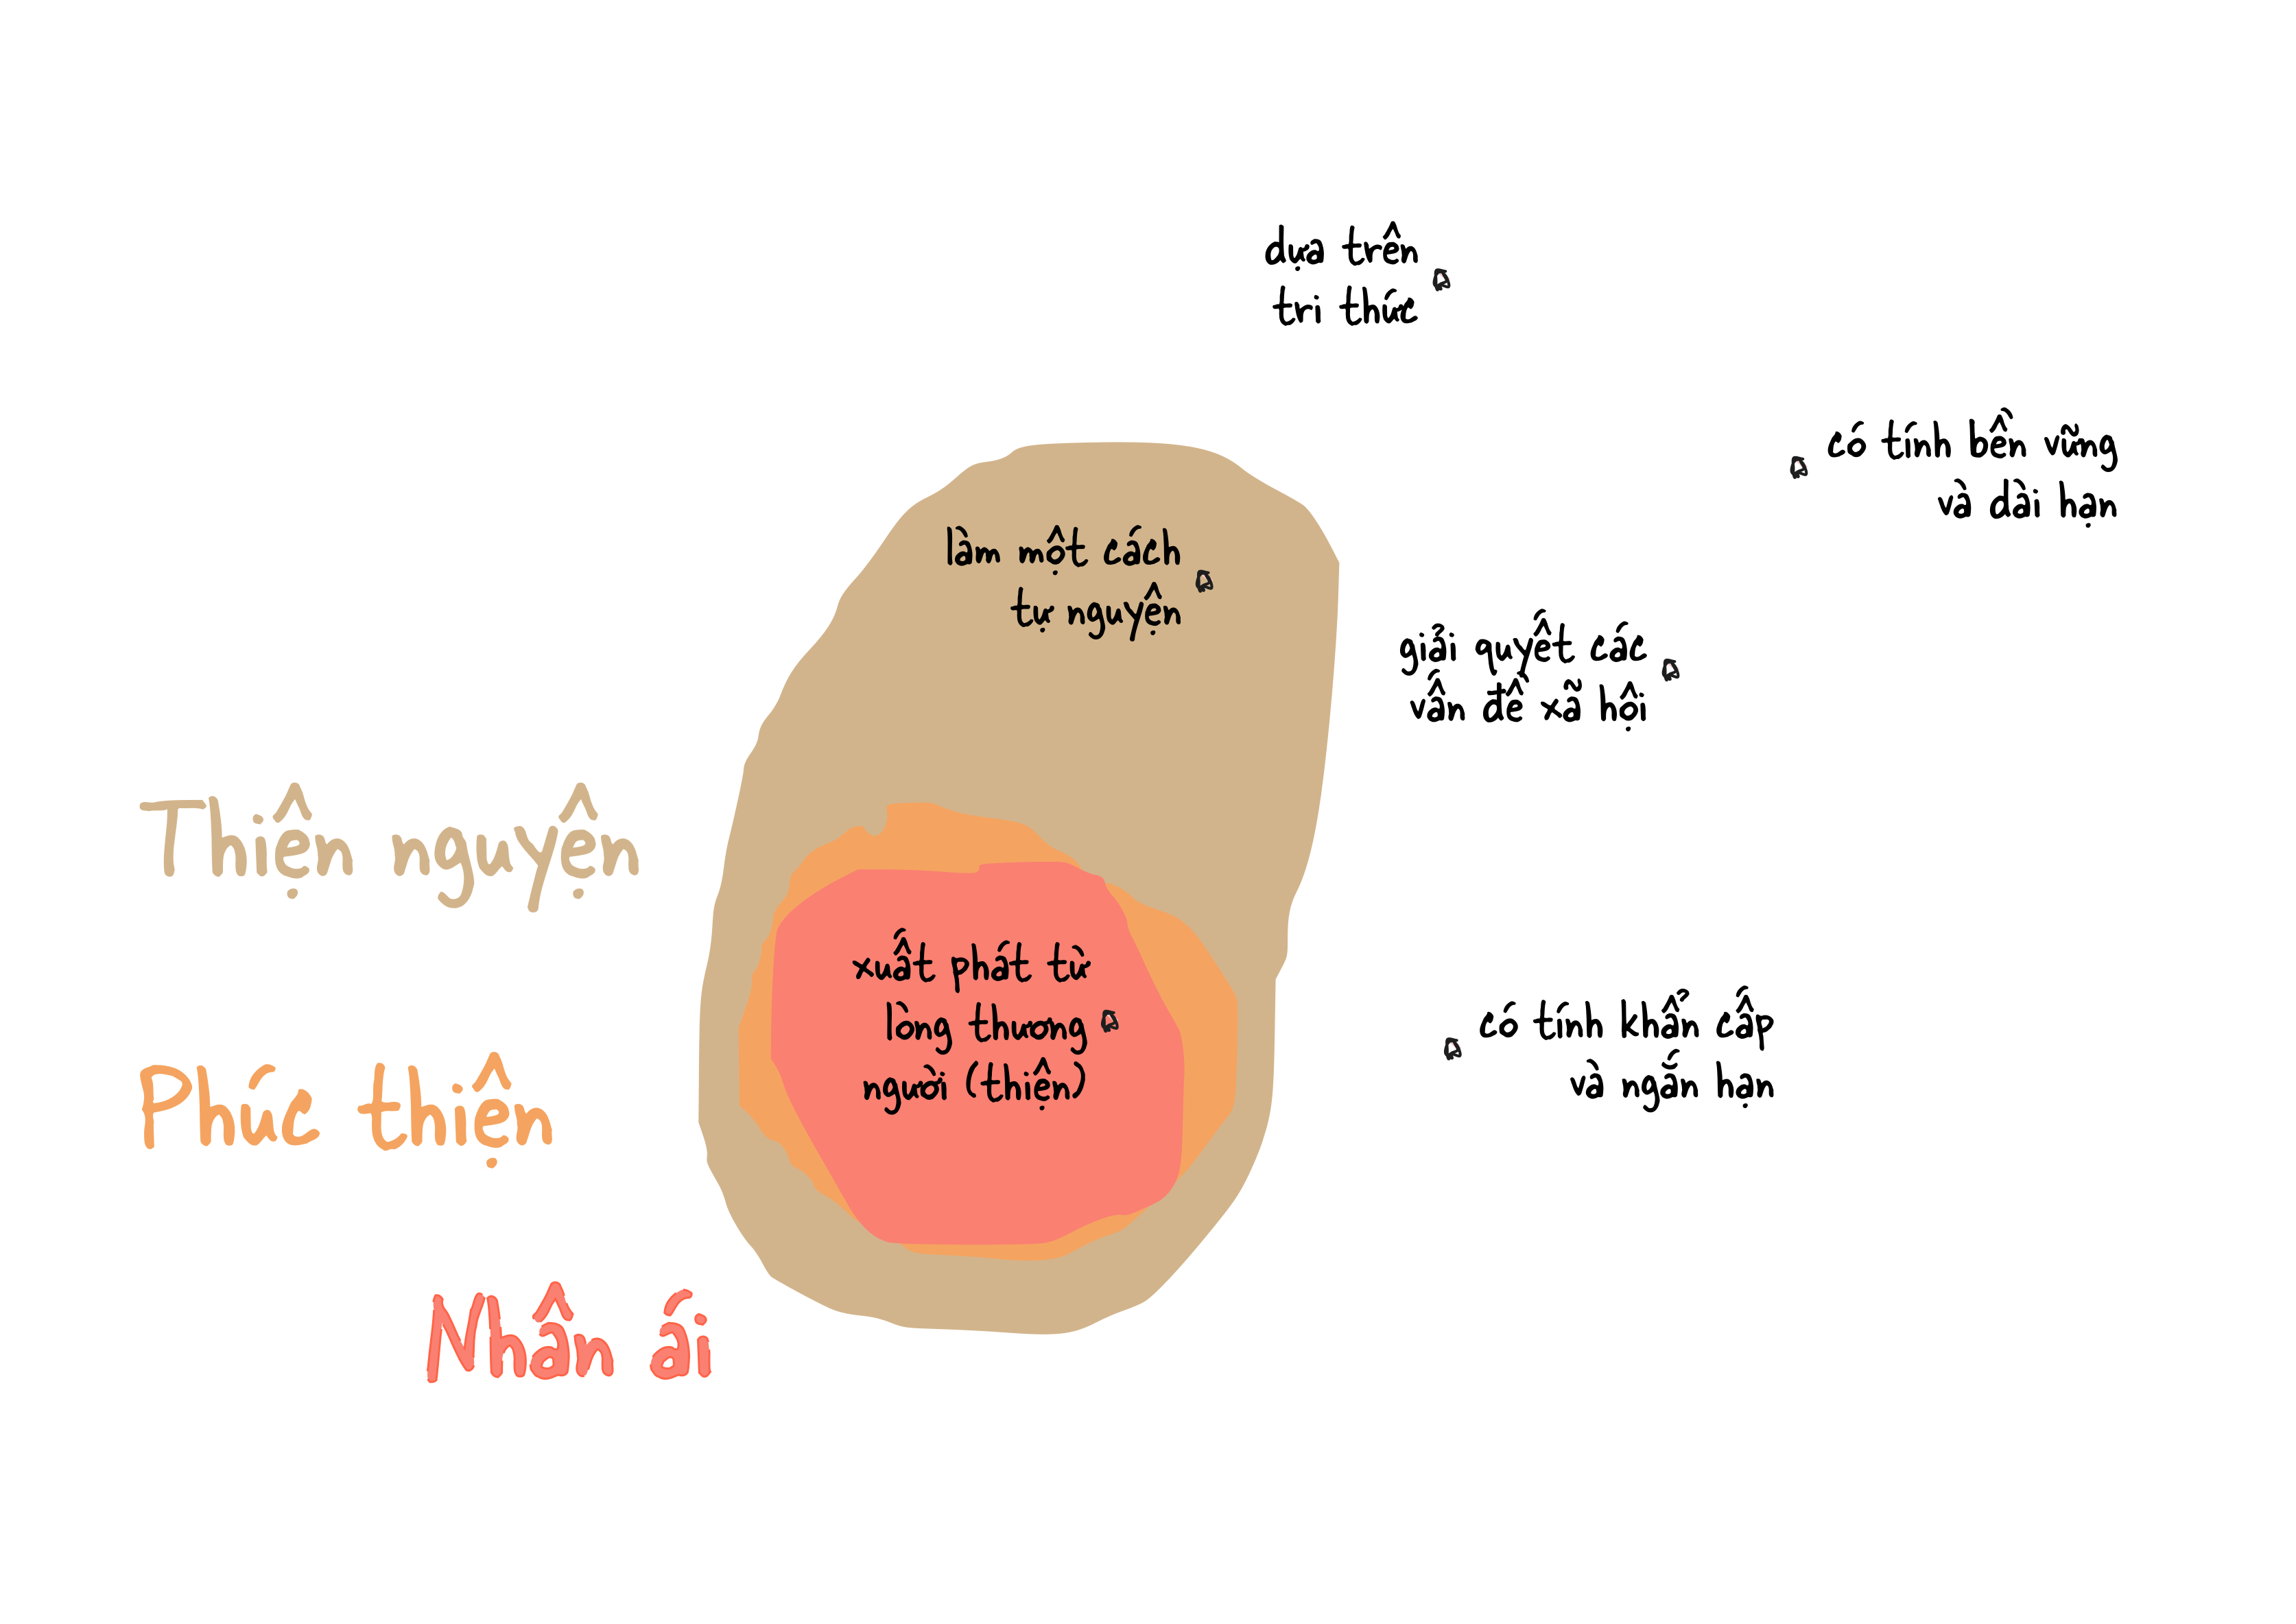 dựa trên
tri thức
có tính bền vững
và dài hạn
làm một cách
tự nguyện
giải quyết các
vấn đề xã hội
Thiện nguyện
xuất phát từ
lòng thương
người (thiện)
có tính khẩn cấp
và ngắn hạn
Phúc thiện
Nhân ái